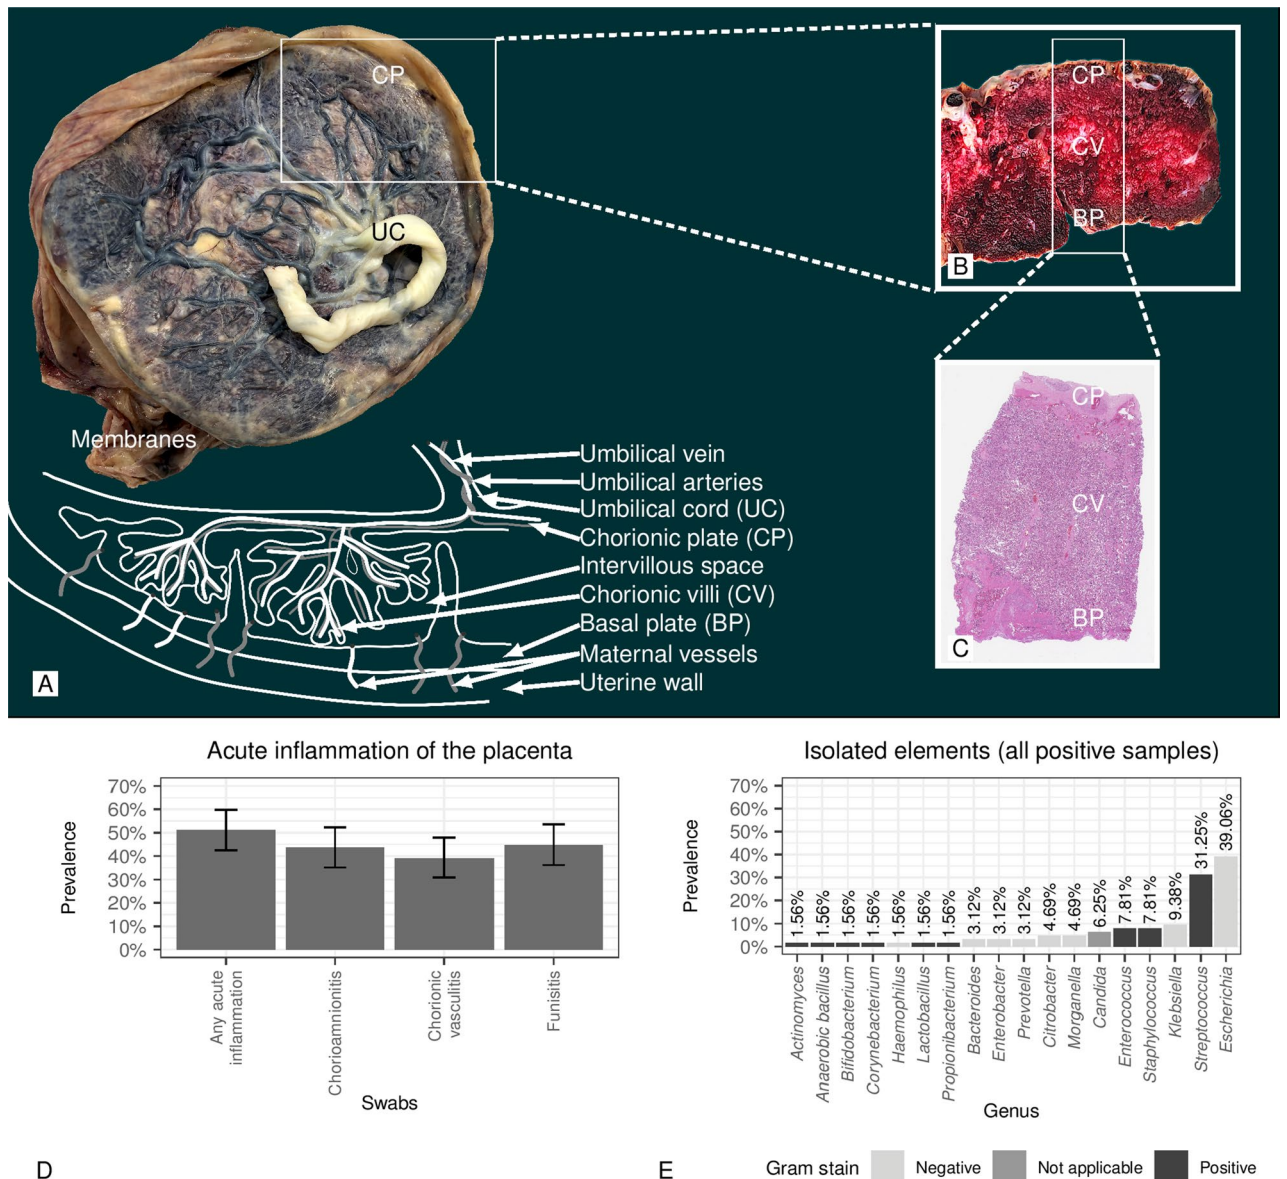 CP
UC
Membranes
Umbilical vein
Umbilical arteries
Umbilical cord (UC)
Chorionic plate (CP)
Intervillous space
Chorionic villi (CV)
Basal plate (BP)
Maternal vessels
Uterine wall
A
CP
CV
BP
B
CP
CV
BP
C
Acute inflammation of the placenta
Prevalence
70%
60%
50%
40%
30%
20%
10%
0%
Any acute
inflammation
Chorioamnionitis
Chorionic
vasculitis
Funisitis
Swabs
D
Isolated elements (all positive samples)
Prevalence
70%
60%
50%
40%
30%
20%
10%
0%
1.56%
1.56%
1.56%
1.56%
1.56%
1.56%
1.56%
3.12%
3.12%
3.12%
4.69%
4.69%
6.25%
7.81%
7.81%
9.38%
31.25%
39.06%
Actinomyces
Anaerobic bacillus
Bifidobacterium
Corynebacterium
Haemophilus
Lactobacillus
Propionibacterium
Bacteroides
Enterobacter
Prevotella
Citrobacter
Morganella
Candida
Enterococcus
Staphylococcus
Klebsiella
Streptococcus
Escherichia
Genus
E
Gram stain Negative Not applicable Positive